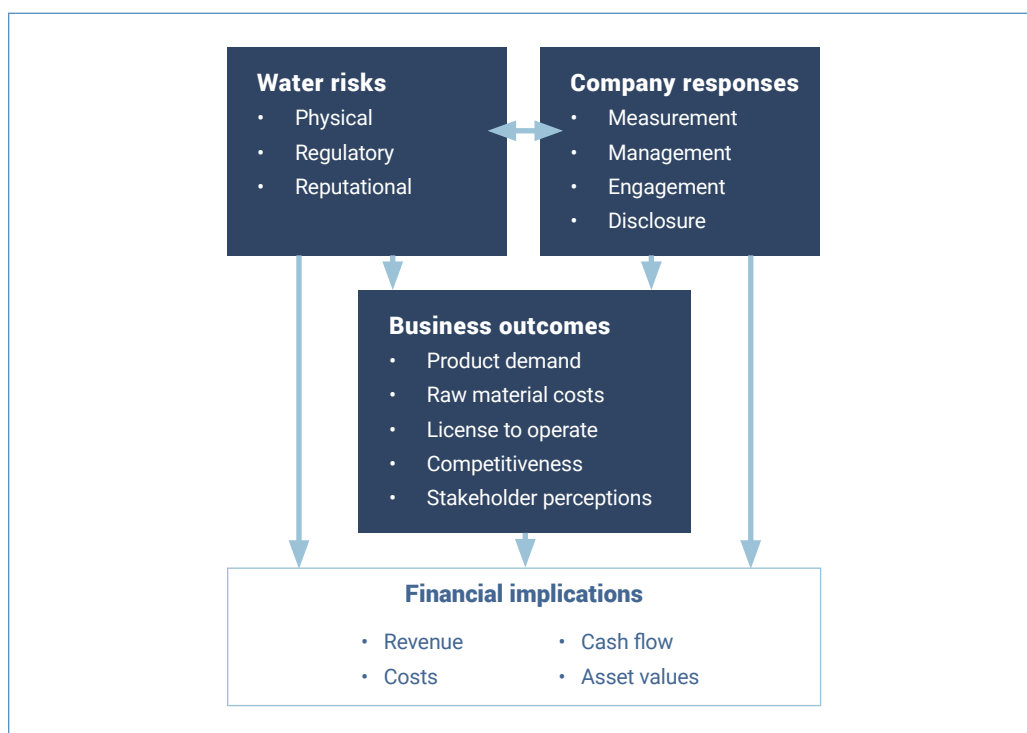 Water risks
• Physical
• Regulatory
• Reputational
Company responses
• Measurement
• Management
• Engagement
• Disclosure
Business outcomes
• Product demand
• Raw material costs
• License to operate
• Competitiveness
• Stakeholder perceptions
Financial implications
• Revenue
• Costs
• Cash flow
• Asset values